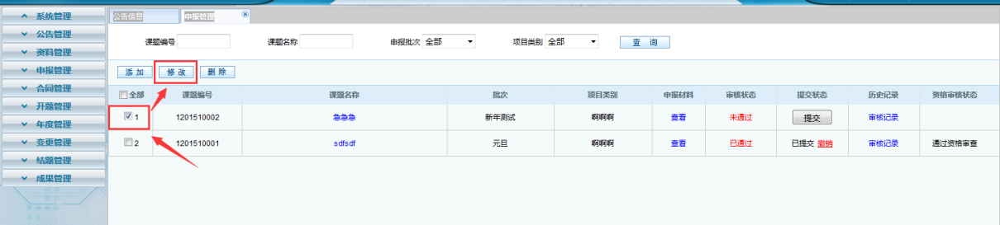 系统管理
公告管理
资料管理
申报管理
合同管理
开题管理
年度管理
变更管理
结题管理
成果管理
公告信息 申报管理
课题编号 课题名称 申报批次 全部 项目类别 全部 查 询
添 加 修 改 删 除
全部 课题编号 课题名称 批次 项目类别 申报材料 审核状态 提交状态 历史记录 资格审核状态
1 1201510002 急急急 新年测试 啊啊啊 查看 未通过 提交 审核记录
2 1201510001 sdfsdf 元旦 啊啊啊 查看 已通过 已提交 撤销 审核记录 通过资格审查